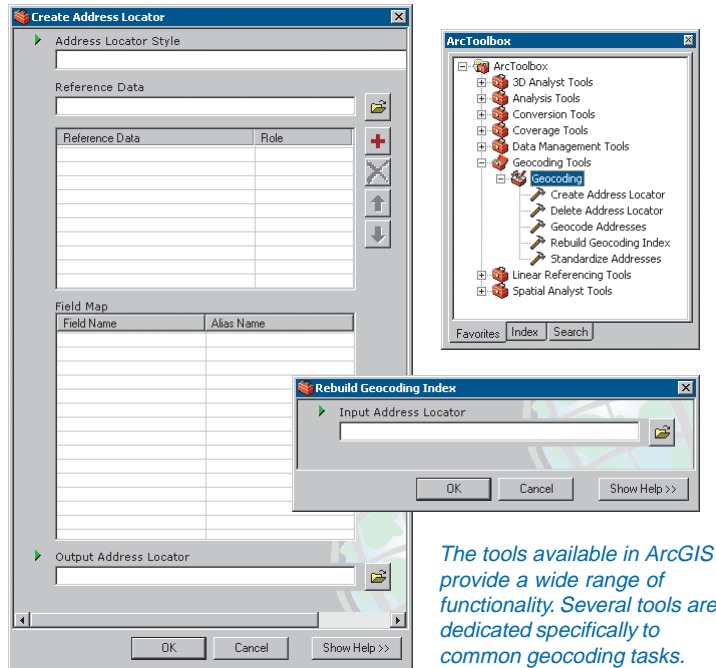 Create Address Locator
Address Locator Style
Reference Data
Reference Data Role
Field Map
Field Name Alias Name
Output Address Locator
OK Cancel Show Help >>
ArcToolbox
ArcToolbox
3D Analyst Tools
Analysis Tools
Conversion Tools
Coverage Tools
Data Management Tools
Geocoding Tools
Geocoding
Create Address Locator
Delete Address Locator
Geocode Addresses
Rebuild Geocoding Index
Standardize Addresses
Linear Referencing Tools
Spatial Analyst Tools
Favorites Index Search
Rebuild Geocoding Index
Input Address Locator
OK Cancel Show Help >>
The tools available in ArcGIS
provide a wide range of
functionality. Several tools are
dedicated specifically to
common geocoding tasks.